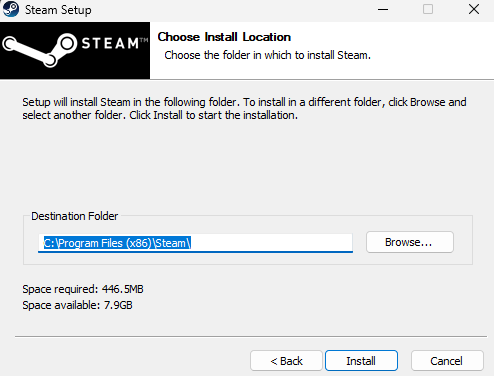 Steam Setup
STEAM™
Choose Install Location
Choose the folder in which to install Steam.
Setup will install Steam in the following folder. To install in a different folder, click Browse and
select another folder. Click Install to start the installation.
Destination Folder
C:\Program Files (x86)\Steam\
Browse...
Space required: 446.5MB
Space available: 7.9GB
< Back
Install
Cancel